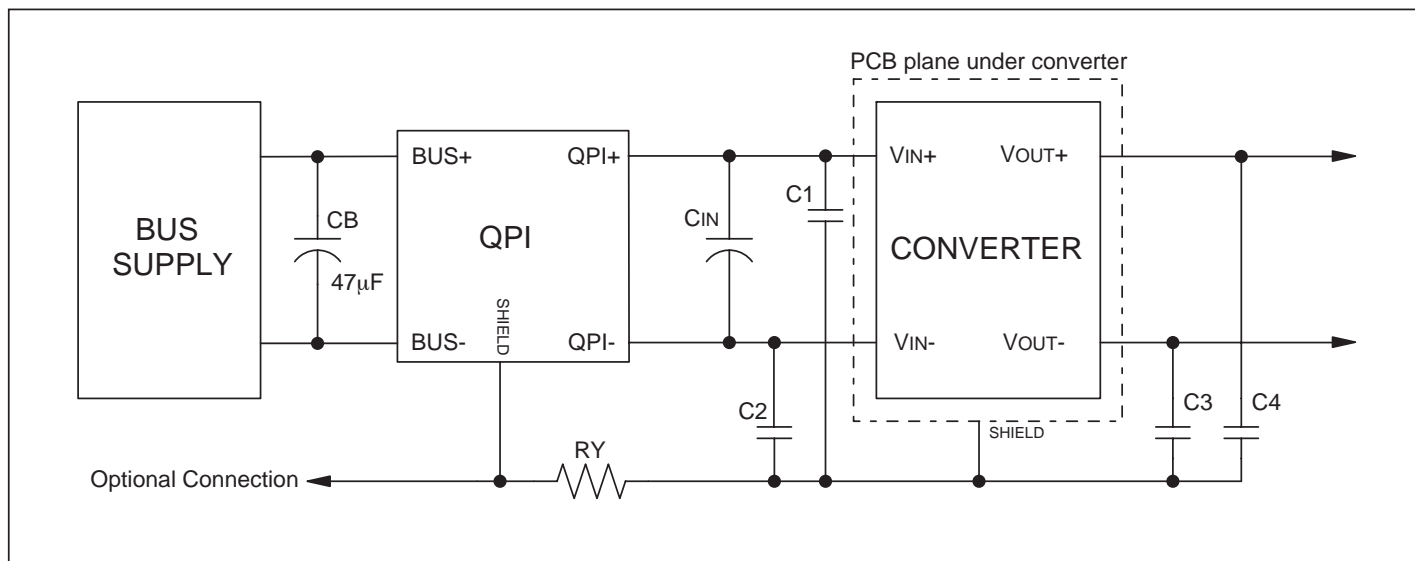 PCB plane under converter
BUS
SUPPLY
CB
47µF
BUS+
QPI+
QPI
SHIELD
BUS-
QPI-
CIN
C1
C2
VIN+
VOUT+
CONVERTER
VIN-
VOUT-
SHIELD
C3
C4
RY
Optional Connection